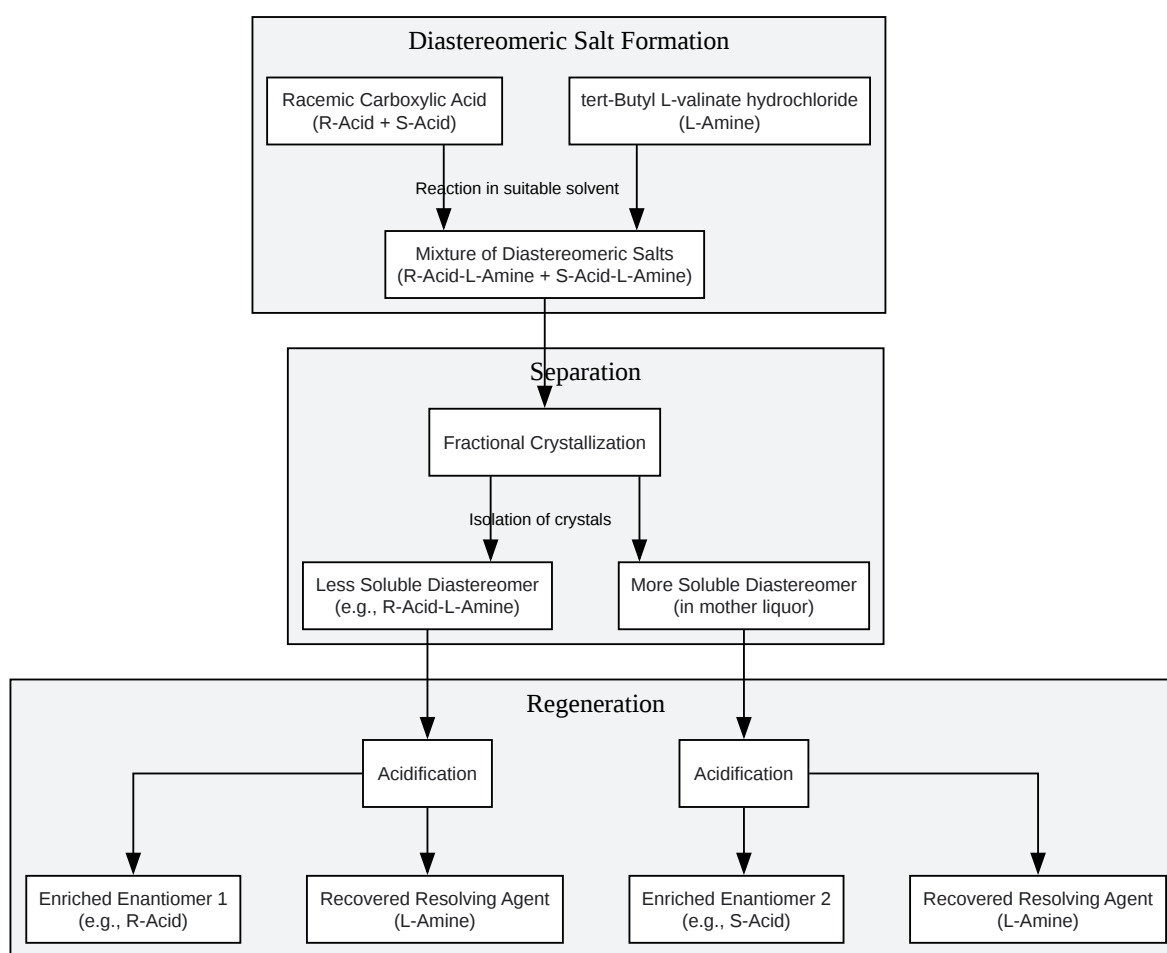 Diastereomeric Salt Formation
Racemic Carboxylic Acid
(R-Acid + S-Acid)
tert-Butyl L-valinate hydrochloride
(L-Amine)
Reaction in suitable solvent
Mixture of Diastereomeric Salts
(R-Acid-L-Amine + S-Acid-L-Amine)
Separation
Fractional Crystallization
Isolation of crystals
Less Soluble Diastereomer
(e.g., R-Acid-L-Amine)
More Soluble Diastereomer
(in mother liquor)
Regeneration
Acidification
Acidification
Enriched Enantiomer 1
(e.g., R-Acid)
Recovered Resolving Agent
(L-Amine)
Enriched Enantiomer 2
(e.g., S-Acid)
Recovered Resolving Agent
(L-Amine)